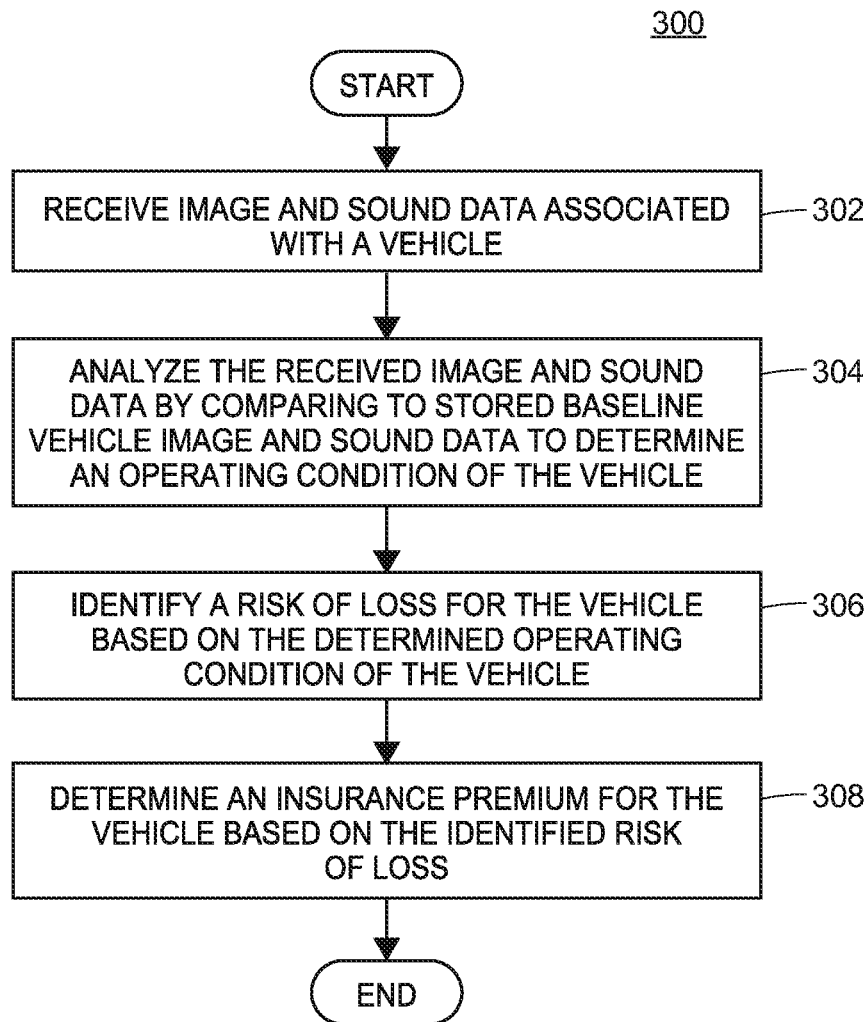 300
START
RECEIVE IMAGE AND SOUND DATA ASSOCIATED
WITH A VEHICLE
302
ANALYZE THE RECEIVED IMAGE AND SOUND
DATA BY COMPARING TO STORED BASELINE
VEHICLE IMAGE AND SOUND DATA TO DETERMINE
AN OPERATING CONDITION OF THE VEHICLE
304
IDENTIFY A RISK OF LOSS FOR THE VEHICLE
BASED ON THE DETERMINED OPERATING
CONDITION OF THE VEHICLE
306
DETERMINE AN INSURANCE PREMIUM FOR THE
VEHICLE BASED ON THE IDENTIFIED RISK
OF LOSS
308
END